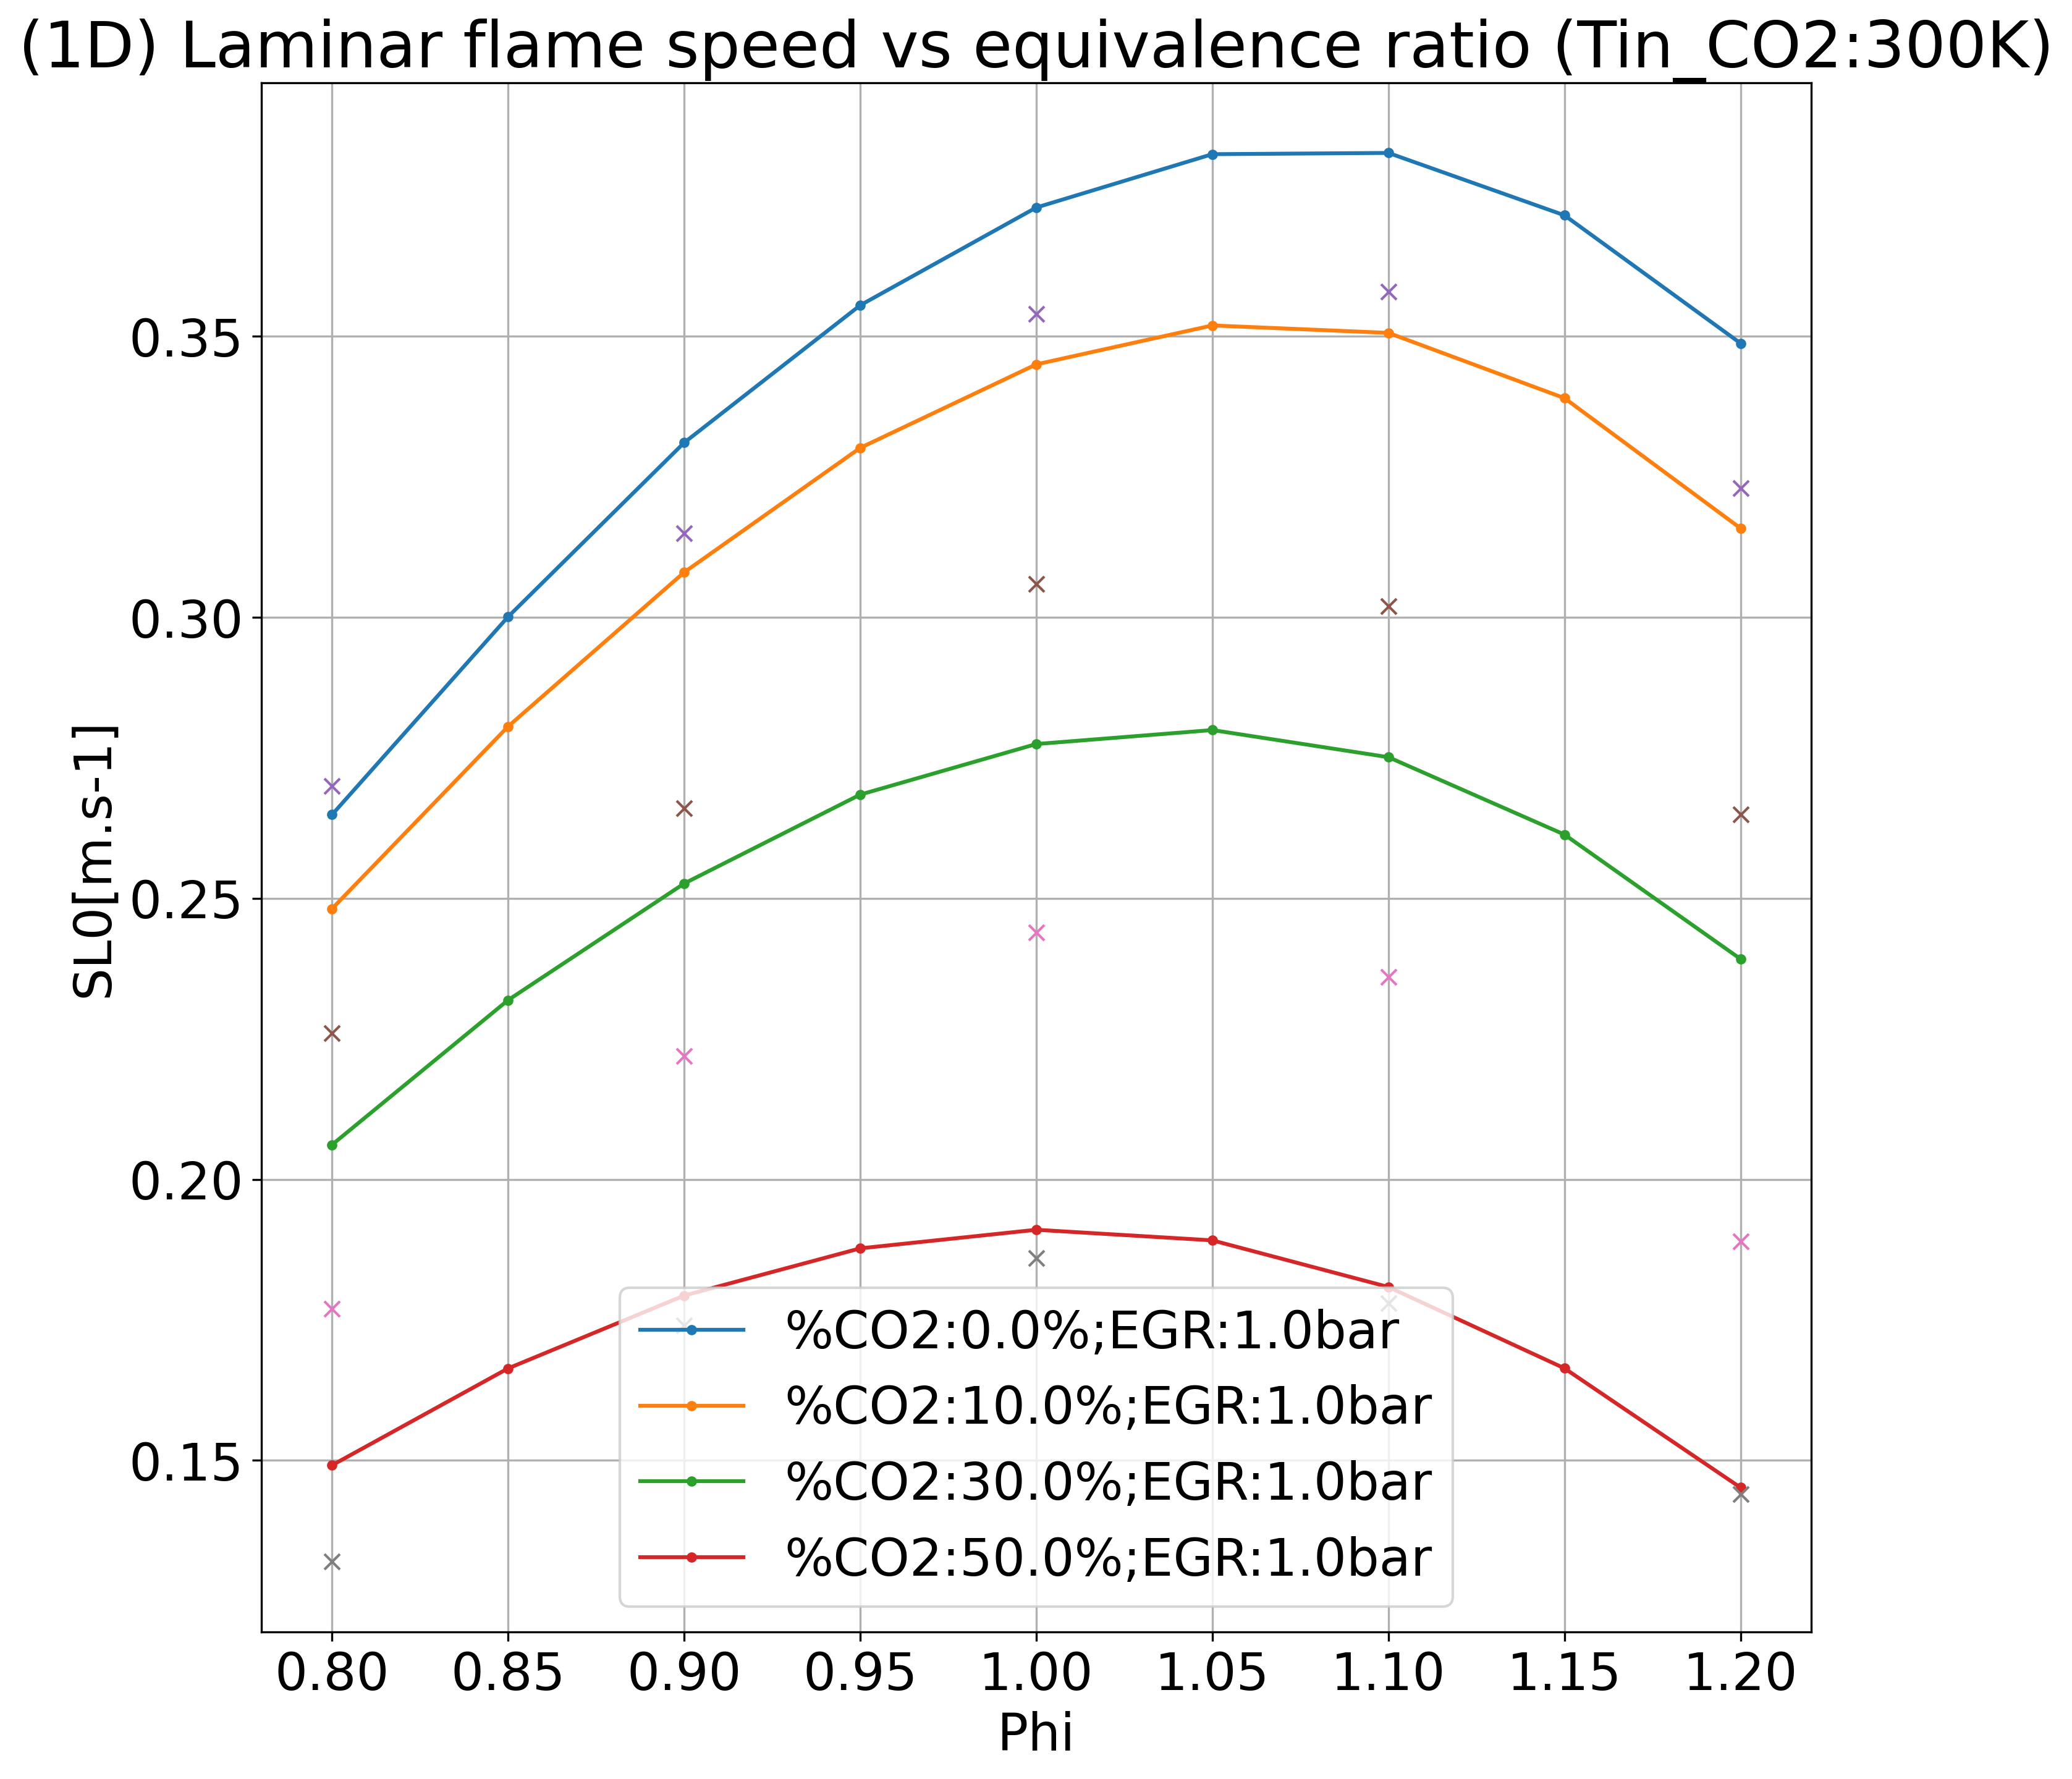 (1D) Laminar flame speed vs equivalence ratio (Tin_CO2:300K)
SL0[m.s-1]
0.35
0.30
0.25
0.20
0.15
%CO2:0.0%;EGR:1.0bar
%CO2:10.0%;EGR:1.0bar
%CO2:30.0%;EGR:1.0bar
%CO2:50.0%;EGR:1.0bar
0.80 0.85 0.90 0.95 1.00 1.05 1.10 1.15 1.20
Phi